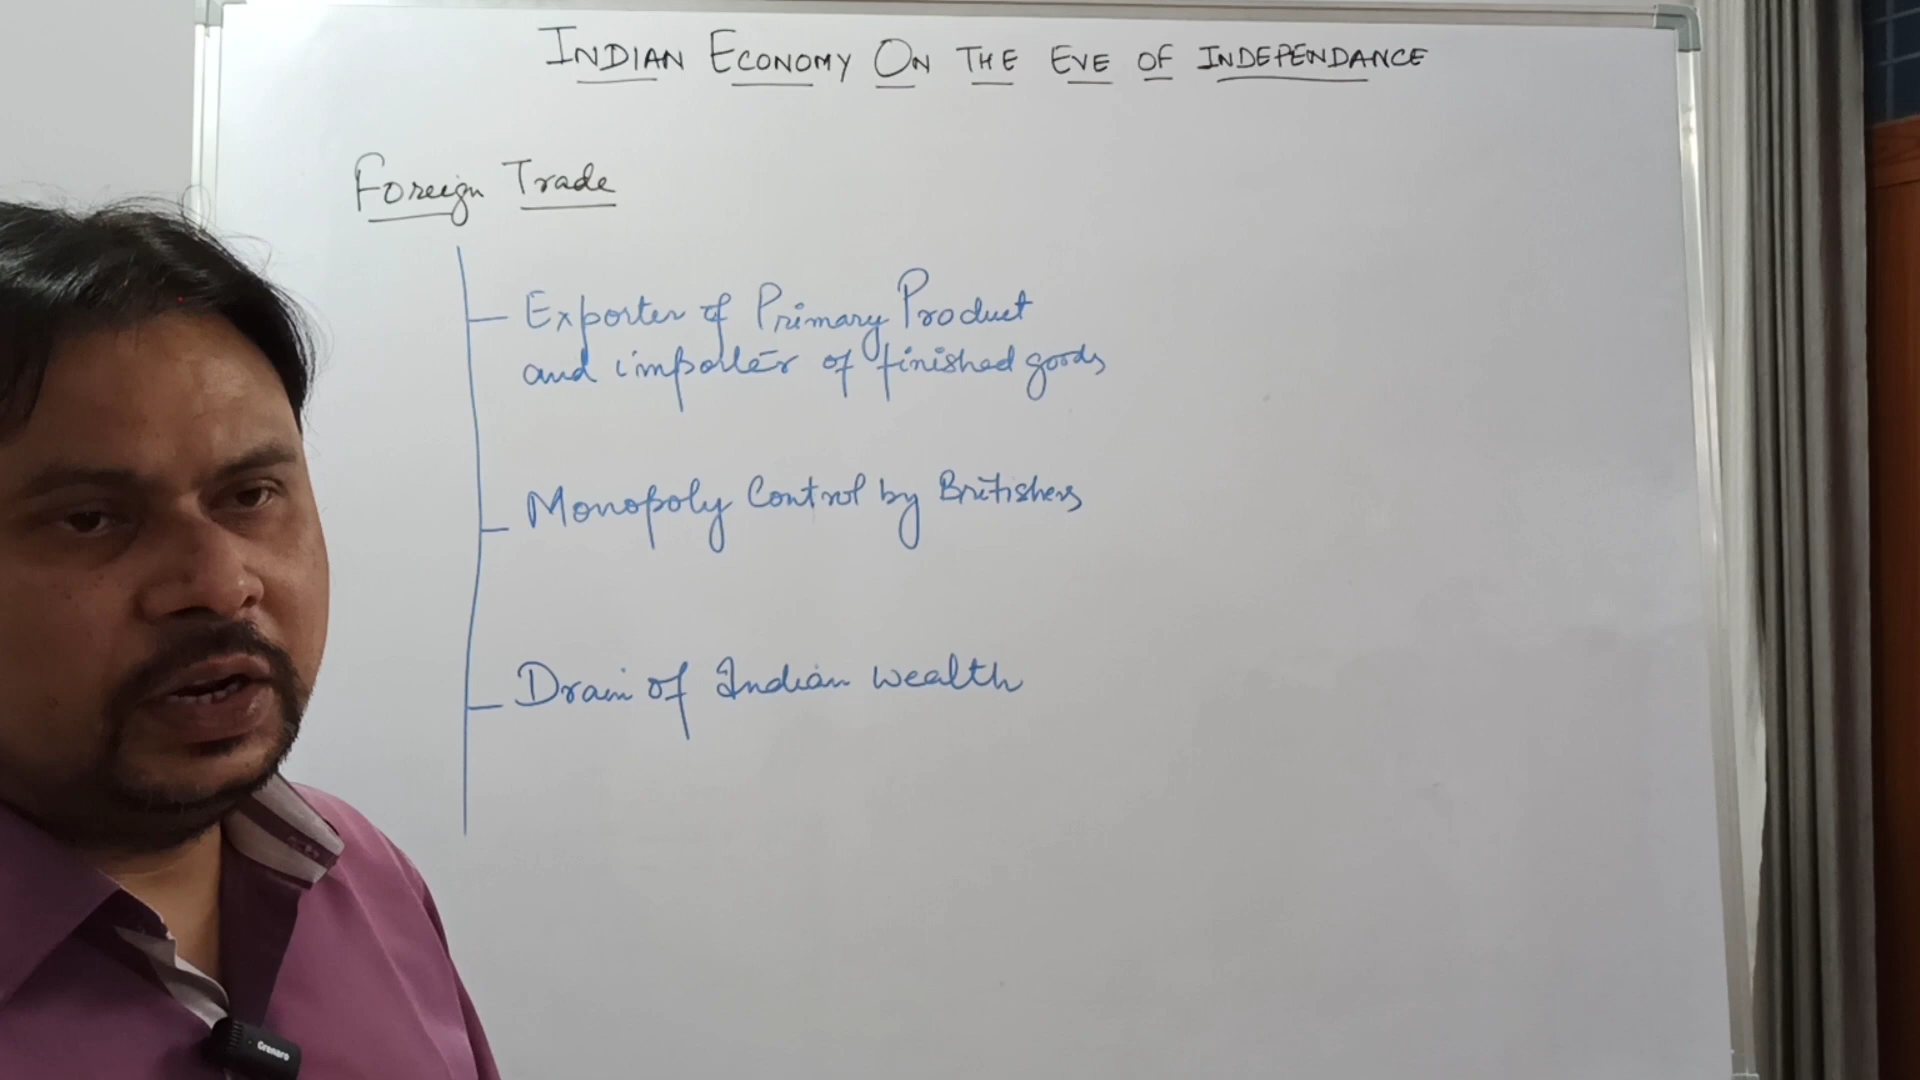 INDIAN ECONOMY ON THE EVE OF INDEPENDANCE
Foreign Trade
Exporter of Primary Product
and importer of finished goods
Monopoly Control by Britishers
Drain of Indian wealth